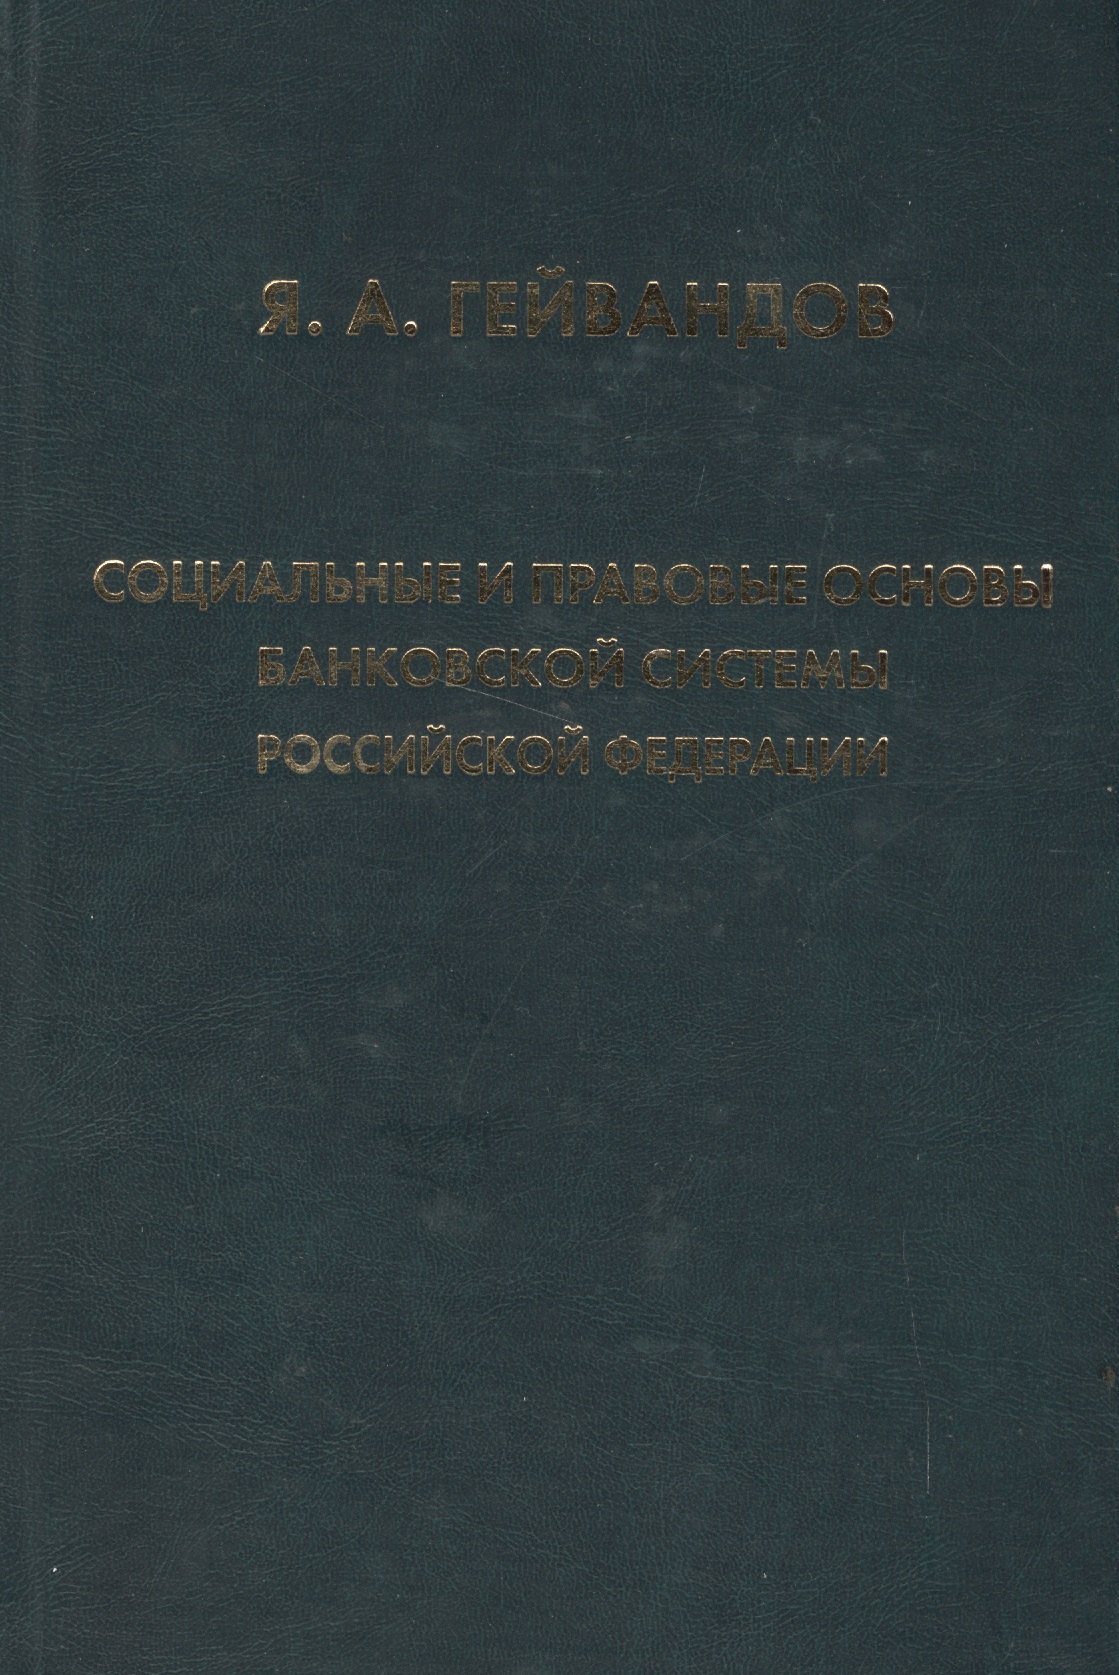 Я. А. ГЕЙВАНДОВ
СОЦИАЛЬНЫЕ И ПРАВОВЫЕ ОСНОВЫ
БАНКОВСКОЙ СИСТЕМЫ
РОССИЙСКОЙ ФЕДЕРАЦИИ